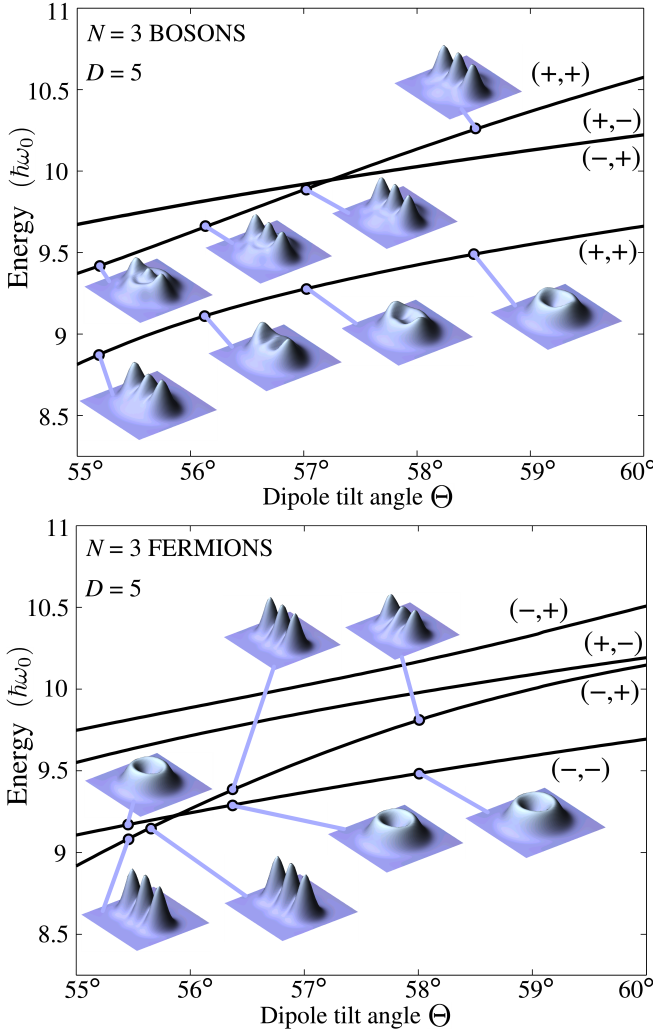 11
N = 3 BOSONS
D = 5
(+,+)
10.5
(+,−)
(−,+)
10
Energy (ħω₀)
9.5
(+,+)
9
8.5
55° 56° 57° 58° 59° 60°
Dipole tilt angle Θ
11
N = 3 FERMIONS
D = 5
(−,+)
10.5
(+,−)
10
(−,+)
Energy (ħω₀)
9.5
(−,−)
9
8.5
55° 56° 57° 58° 59° 60°
Dipole tilt angle Θ